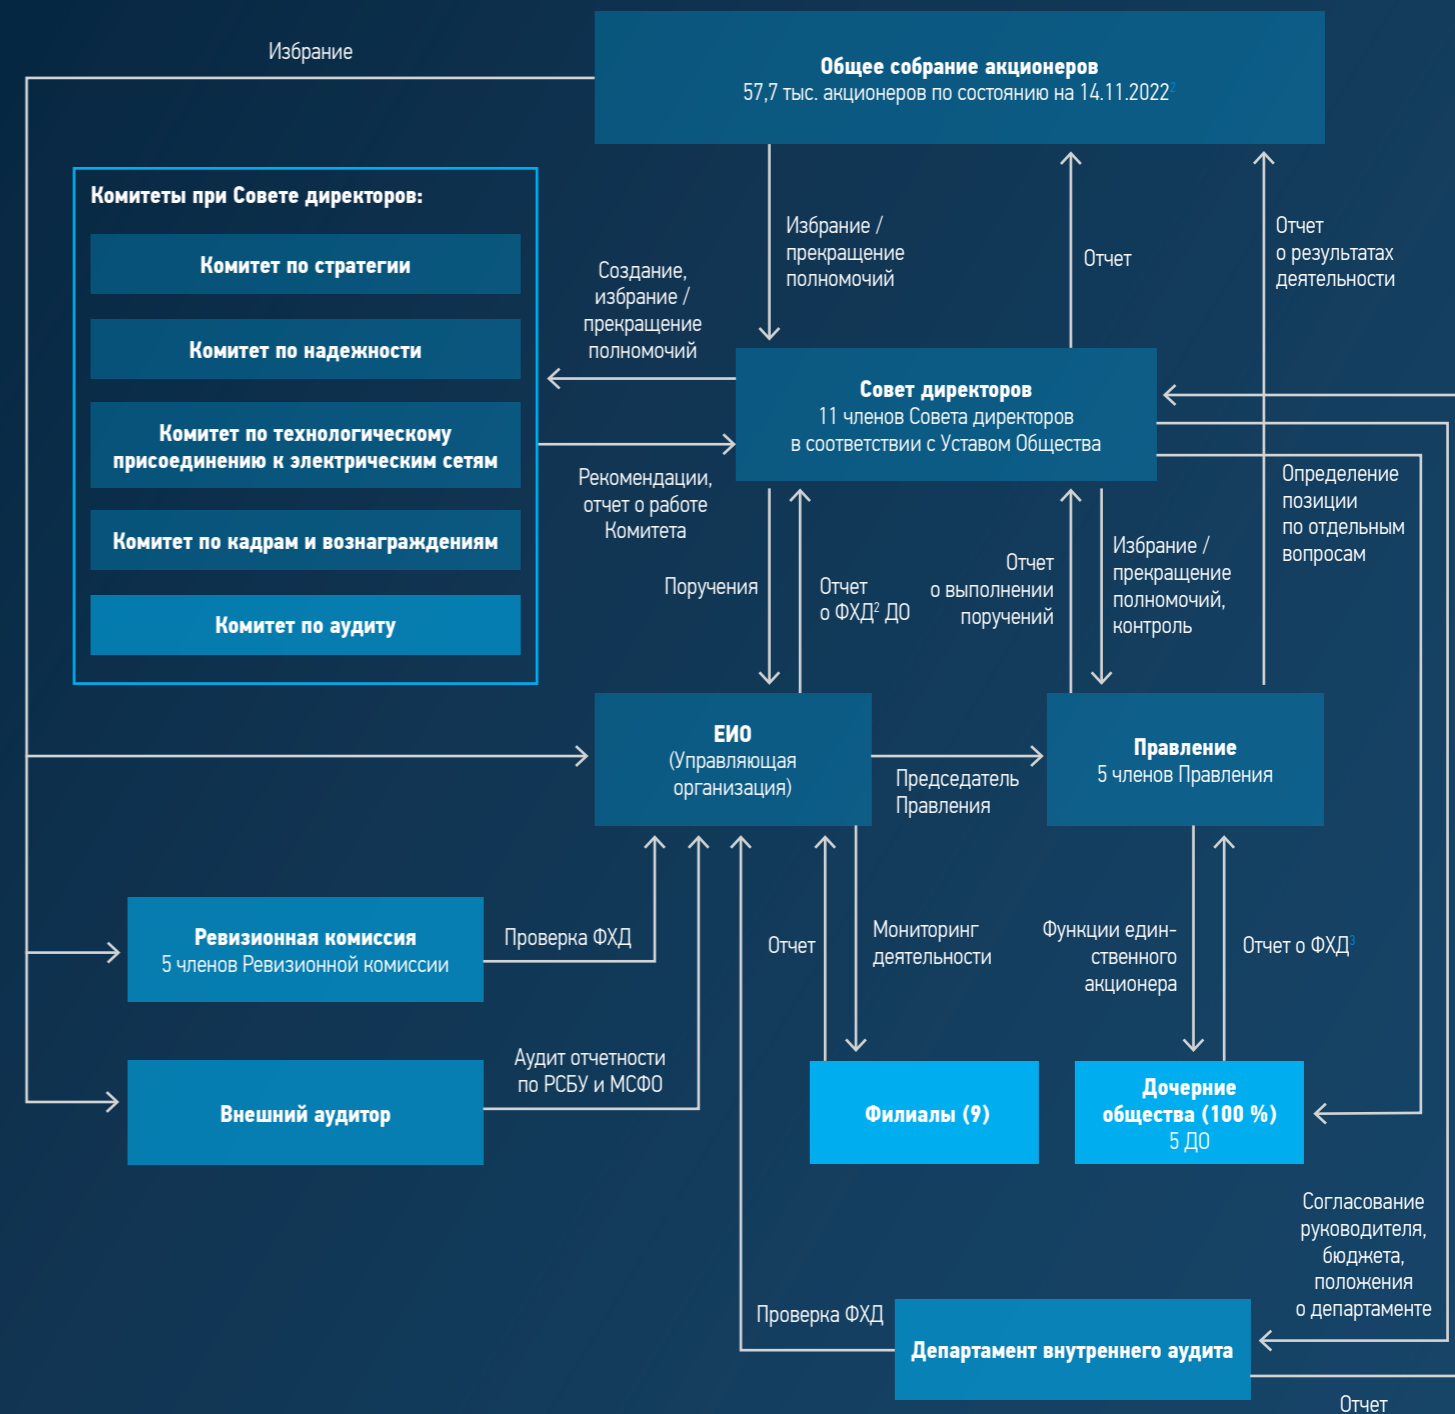 Избрание
Общее собрание акционеров
57,7 тыс. акционеров по состоянию на 14.11.2022²
Комитеты при Совете директоров:
Комитет по стратегии
Комитет по надежности
Комитет по технологическому
присоединению к электрическим сетям
Комитет по кадрам и вознаграждениям
Комитет по аудиту
Создание,
избрание /
прекращение
полномочий
Избрание /
прекращение
полномочий
Отчет
Отчет
о результатах
деятельности
Совет директоров
11 членов Совета директоров
в соответствии с Уставом Общества
Рекомендации,
отчет о работе
Комитета
Определение
позиции
по отдельным
вопросам
Поручения
Отчет
о ФХД² ДО
Отчет
о выполнении
поручений
Избрание /
прекращение
полномочий,
контроль
ЕИО
(Управляющая
организация)
Председатель
Правления
Правление
5 членов Правления
Ревизионная комиссия
5 членов Ревизионной комиссии
Проверка ФХД
Отчет
Мониторинг
деятельности
Функции един-
ственного
акционера
Отчет о ФХД³
Внешний аудитор
Аудит отчетности
по РСБУ и МСФО
Филиалы (9)
Дочерние
общества (100 %)
5 ДО
Согласование
руководителя,
бюджета,
положения
о департаменте
Проверка ФХД
Департамент внутреннего аудита
Отчет